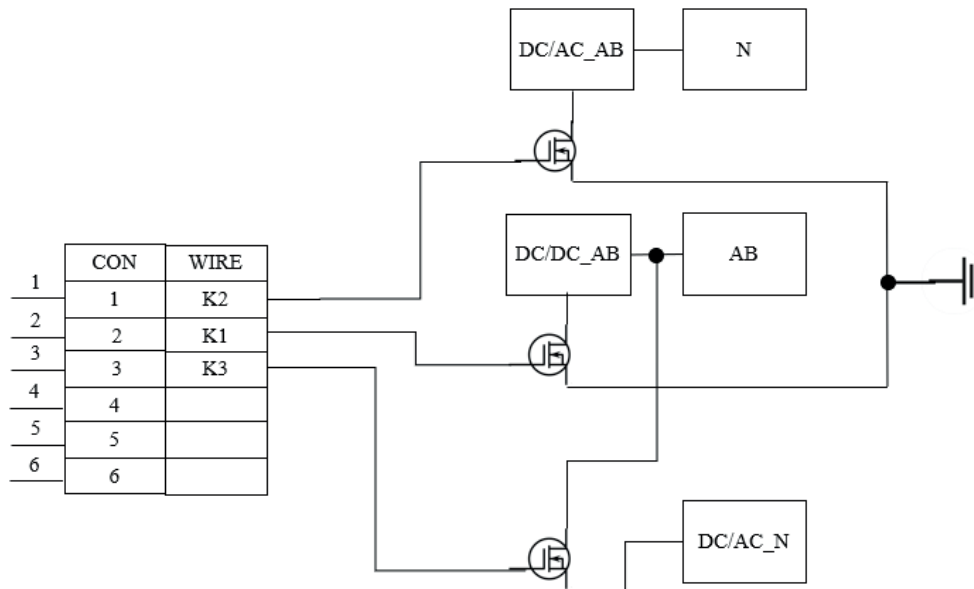 DC/AC_AB
N
DC/DC_AB
AB
CON WIRE
1 1 K2
2 2 K1
3 3 K3
4 4
5 5
6 6
DC/AC_N